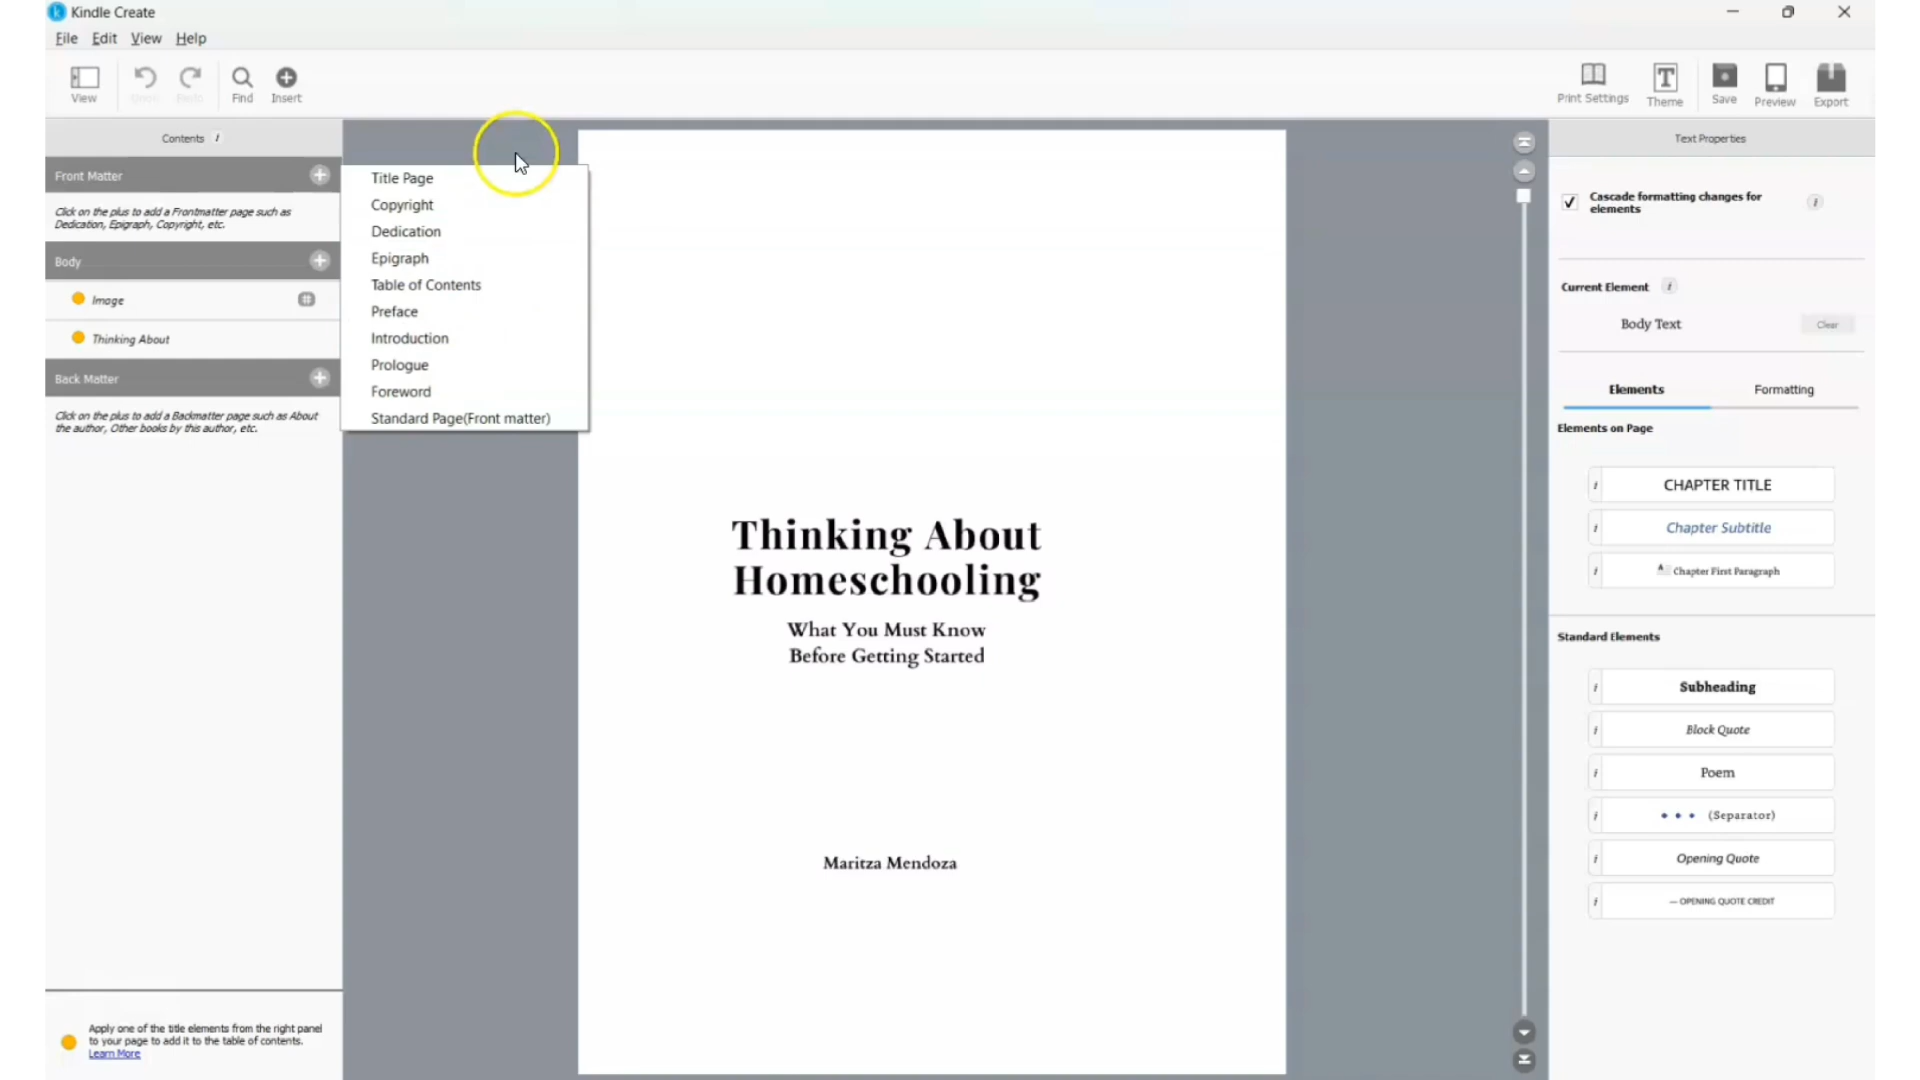 Kindle Create
File Edit View Help
View
Find
Insert
Print Settings
Theme
Save
Preview
Export
Contents i
Front Matter
Click on the plus to add a Frontmatter page such as
Dedication, Epigraph, Copyright, etc.
Body
Image
Thinking About
Back Matter
Click on the plus to add a Backmatter page such as About
the author, Other books by this author, etc.
Apply one of the title elements from the right panel
to your page to add it to the table of contents.
Learn More
Title Page
Copyright
Dedication
Epigraph
Table of Contents
Preface
Introduction
Prologue
Foreword
Standard Page(Front matter)
Thinking About
Homeschooling
What You Must Know
Before Getting Started
Maritza Mendoza
Text Properties
Cascade formatting changes for
elements
i
Current Element i
Body Text
Clear
Elements
Formatting
Elements on Page
i CHAPTER TITLE
i Chapter Subtitle
i Chapter First Paragraph
Standard Elements
i Subheading
i Block Quote
i Poem
i • • • (Separator)
i Opening Quote
i — OPENING QUOTE CREDIT